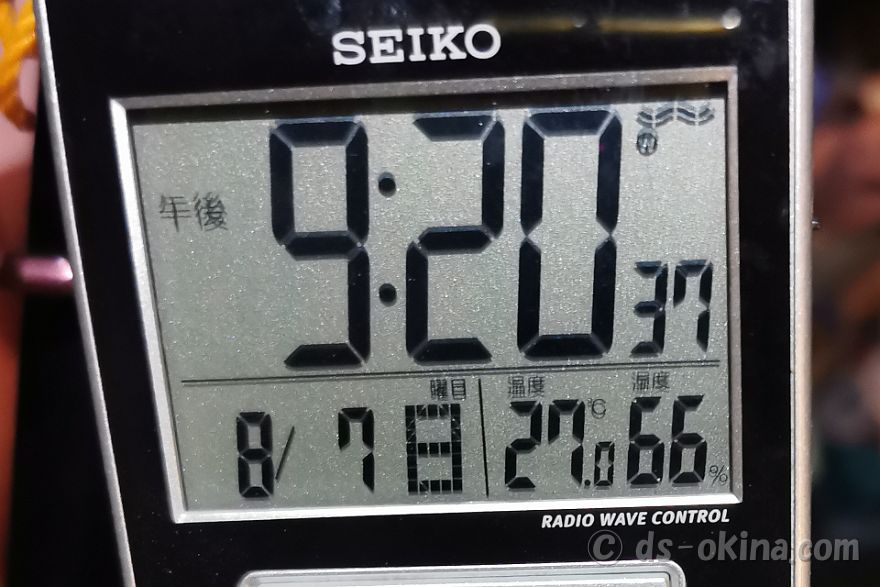 SEIKO
午後 9:20 37
曜日 温度 湿度
8/ 7 日 27.0 ℃ 66 %
RADIO WAVE CONTROL
© ds-okina.com